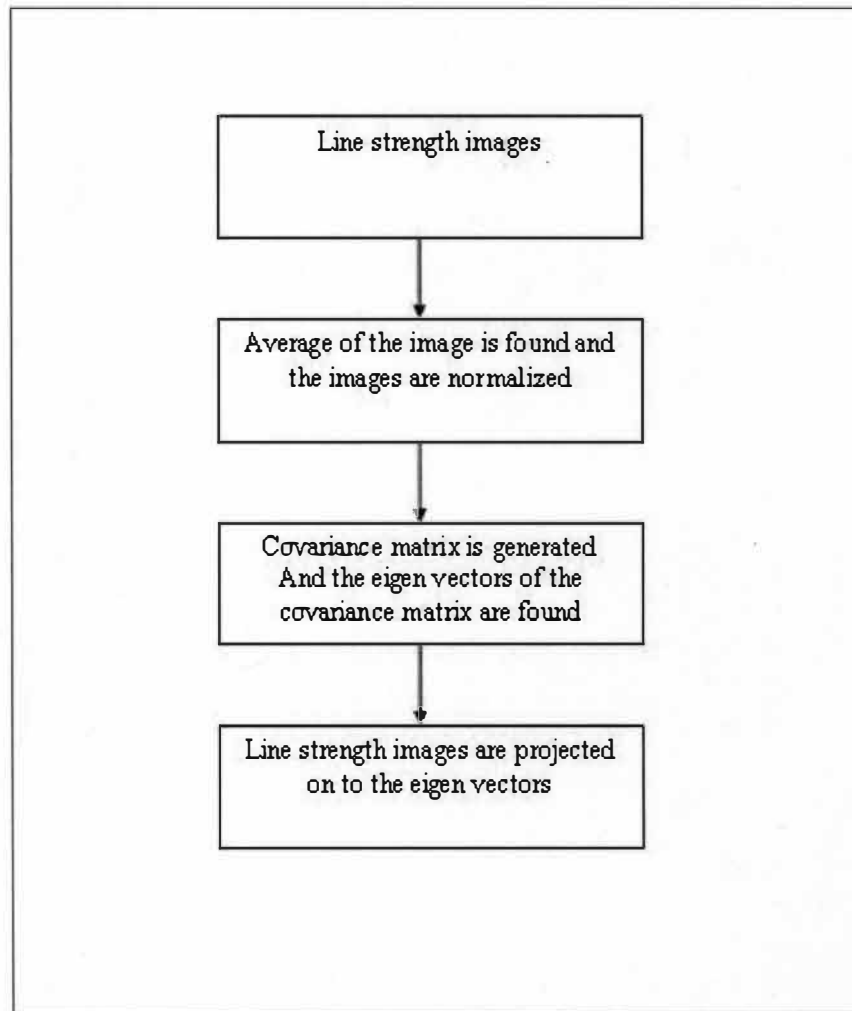 Line strength images
Average of the image is found and
the images are normalized
Covariance matrix is generated
And the eigen vectors of the
covariance matrix are found
Line strength images are projected
on to the eigen vectors